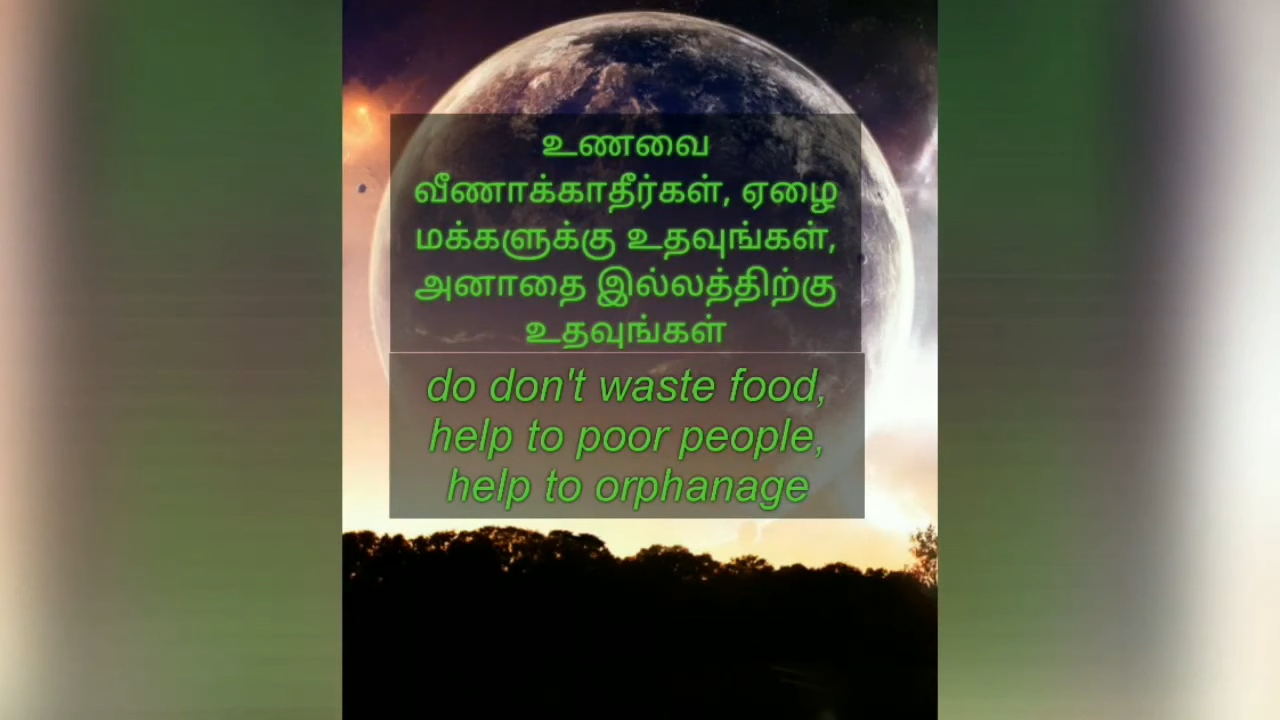 உணவை
வீணாக்காதீர்கள், ஏழை
மக்களுக்கு உதவுங்கள்,
அனாதை இல்லத்திற்கு
உதவுங்கள்
do don't waste food,
help to poor people,
help to orphanage